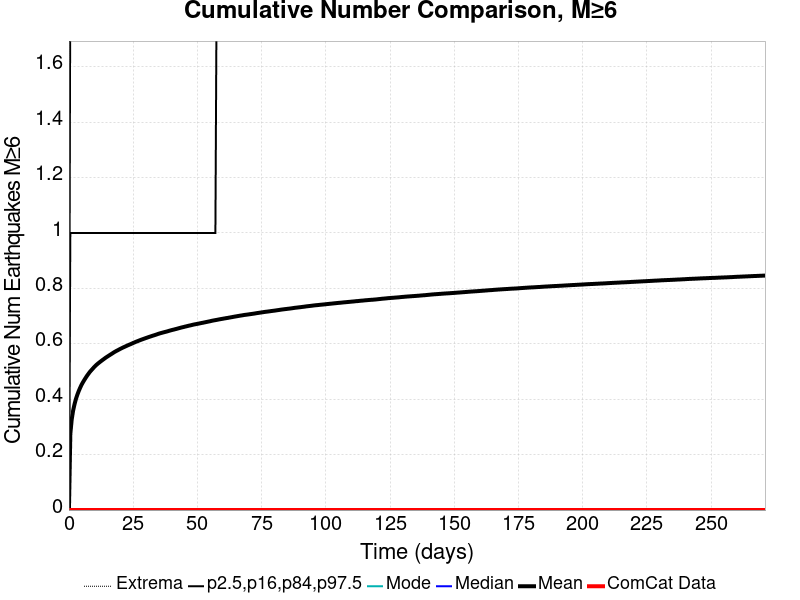 Cumulative Number Comparison, M≥6
Cumulative Num Earthquakes M≥6
1.6
1.4
1.2
1
0.8
0.6
0.4
0.2
0
0 25 50 75 100 125 150 175 200 225 250
Time (days)
Extrema p2.5,p16,p84,p97.5 Mode Median Mean ComCat Data